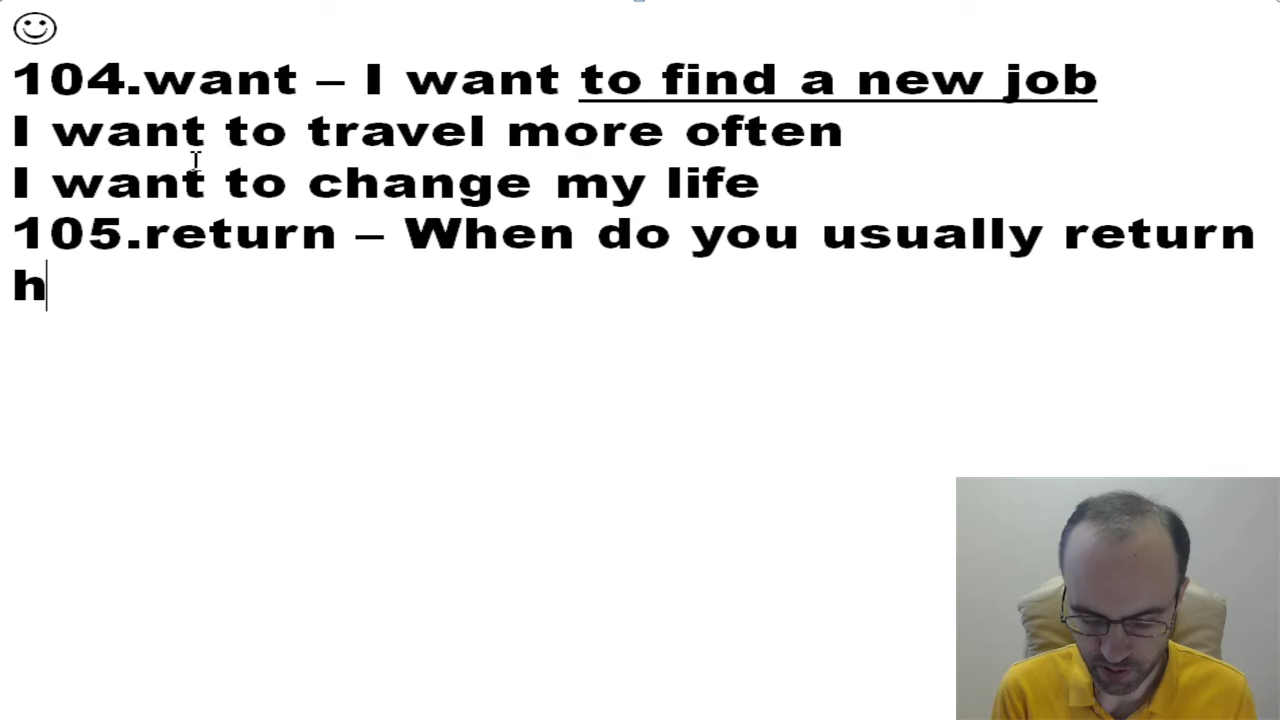 104.want – I want to find a new job
I want to travel more often
I want to change my life
105.return – When do you usually return
h